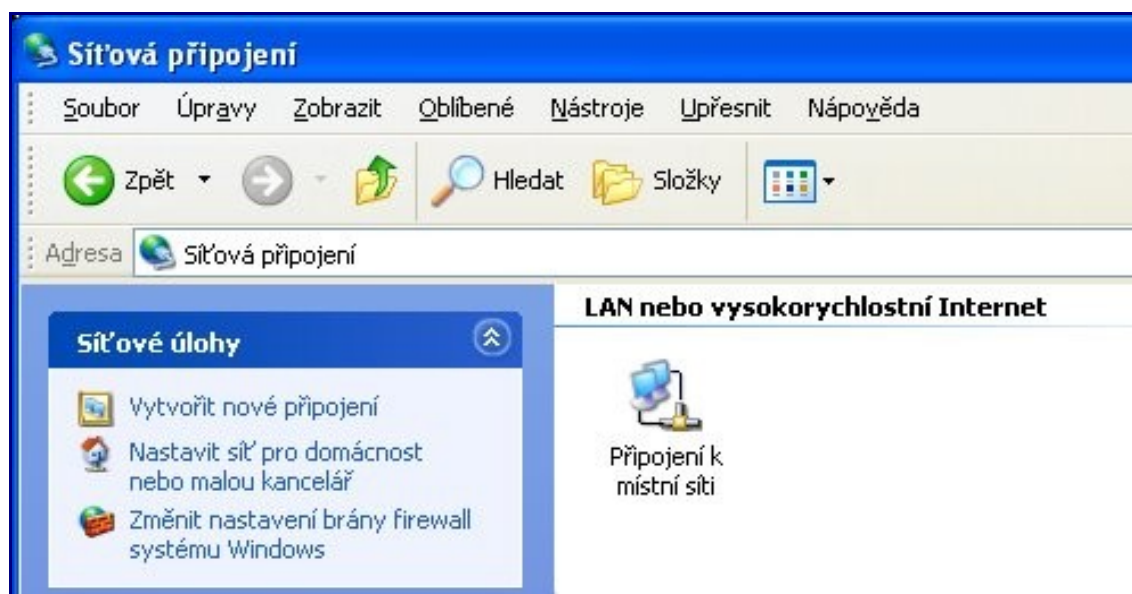 Síťová připojení
Soubor Úpravy Zobrazit Oblíbené Nástroje Upřesnit Nápověda
Zpět Hledat Složky
Adresa Síťová připojení
Síťové úlohy
Vytvořit nové připojení
Nastavit síť pro domácnost
nebo malou kancelář
Změnit nastavení brány firewall
systému Windows
LAN nebo vysokorychlostní Internet
Připojení k
místní síti